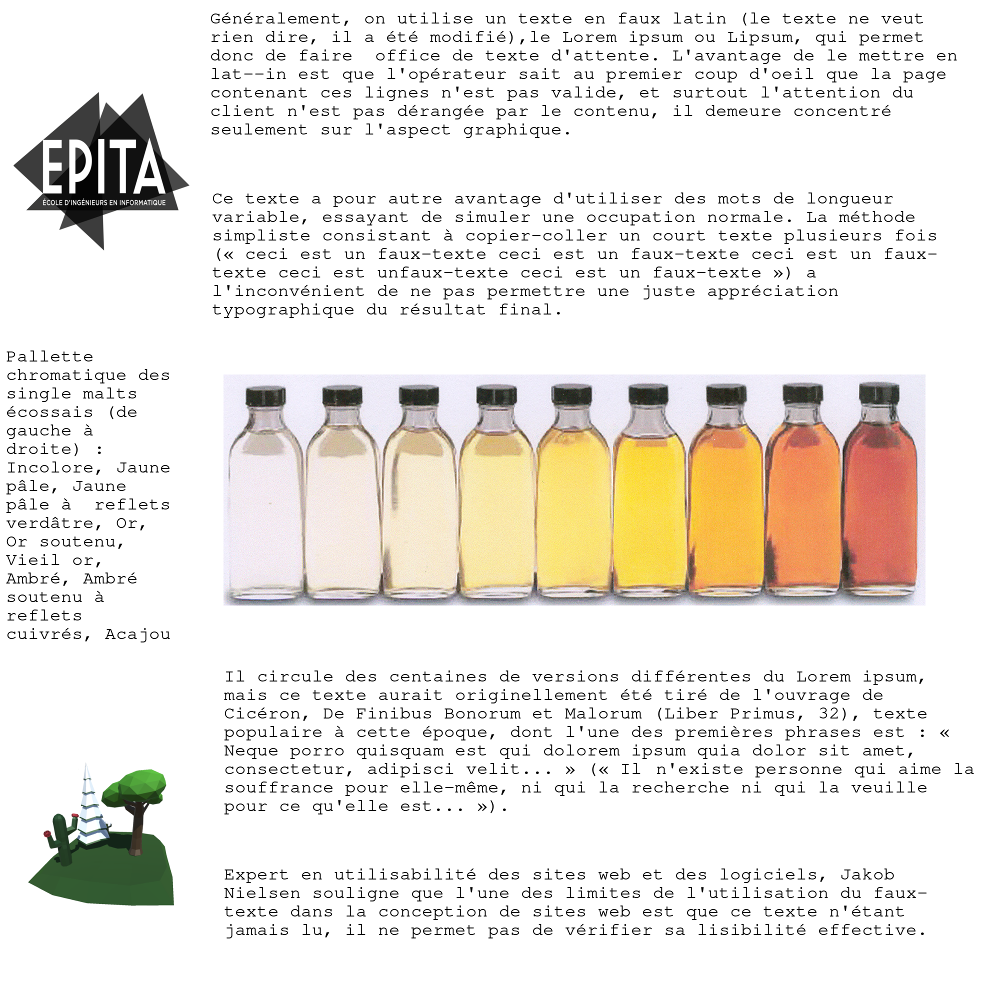 Généralement, on utilise un texte en faux latin (le texte ne veut
rien dire, il a été modifié),le Lorem ipsum ou Lipsum, qui permet
donc de faire  office de texte d'attente. L'avantage de le mettre en
lat--in est que l'opérateur sait au premier coup d'oeil que la page
contenant ces lignes n'est pas valide, et surtout l'attention du
client n'est pas dérangée par le contenu, il demeure concentré
seulement sur l'aspect graphique.
EPITA
ÉCOLE D'INGÉNIEURS EN INFORMATIQUE
Ce texte a pour autre avantage d'utiliser des mots de longueur
variable, essayant de simuler une occupation normale. La méthode
simpliste consistant à copier-coller un court texte plusieurs fois
(« ceci est un faux-texte ceci est un faux-texte ceci est un faux-
texte ceci est unfaux-texte ceci est un faux-texte ») a
l'inconvénient de ne pas permettre une juste appréciation
typographique du résultat final.
Pallette
chromatique des
single malts
écossais (de
gauche à
droite) :
Incolore, Jaune
pâle, Jaune
pâle à  reflets
verdâtre, Or,
Or soutenu,
Vieil or,
Ambré, Ambré
soutenu à
reflets
cuivrés, Acajou
Il circule des centaines de versions différentes du Lorem ipsum,
mais ce texte aurait originellement été tiré de l'ouvrage de
Cicéron, De Finibus Bonorum et Malorum (Liber Primus, 32), texte
populaire à cette époque, dont l'une des premières phrases est : «
Neque porro quisquam est qui dolorem ipsum quia dolor sit amet,
consectetur, adipisci velit... » (« Il n'existe personne qui aime la
souffrance pour elle-même, ni qui la recherche ni qui la veuille
pour ce qu'elle est... »).
Expert en utilisabilité des sites web et des logiciels, Jakob
Nielsen souligne que l'une des limites de l'utilisation du faux-
texte dans la conception de sites web est que ce texte n'étant
jamais lu, il ne permet pas de vérifier sa lisibilité effective.